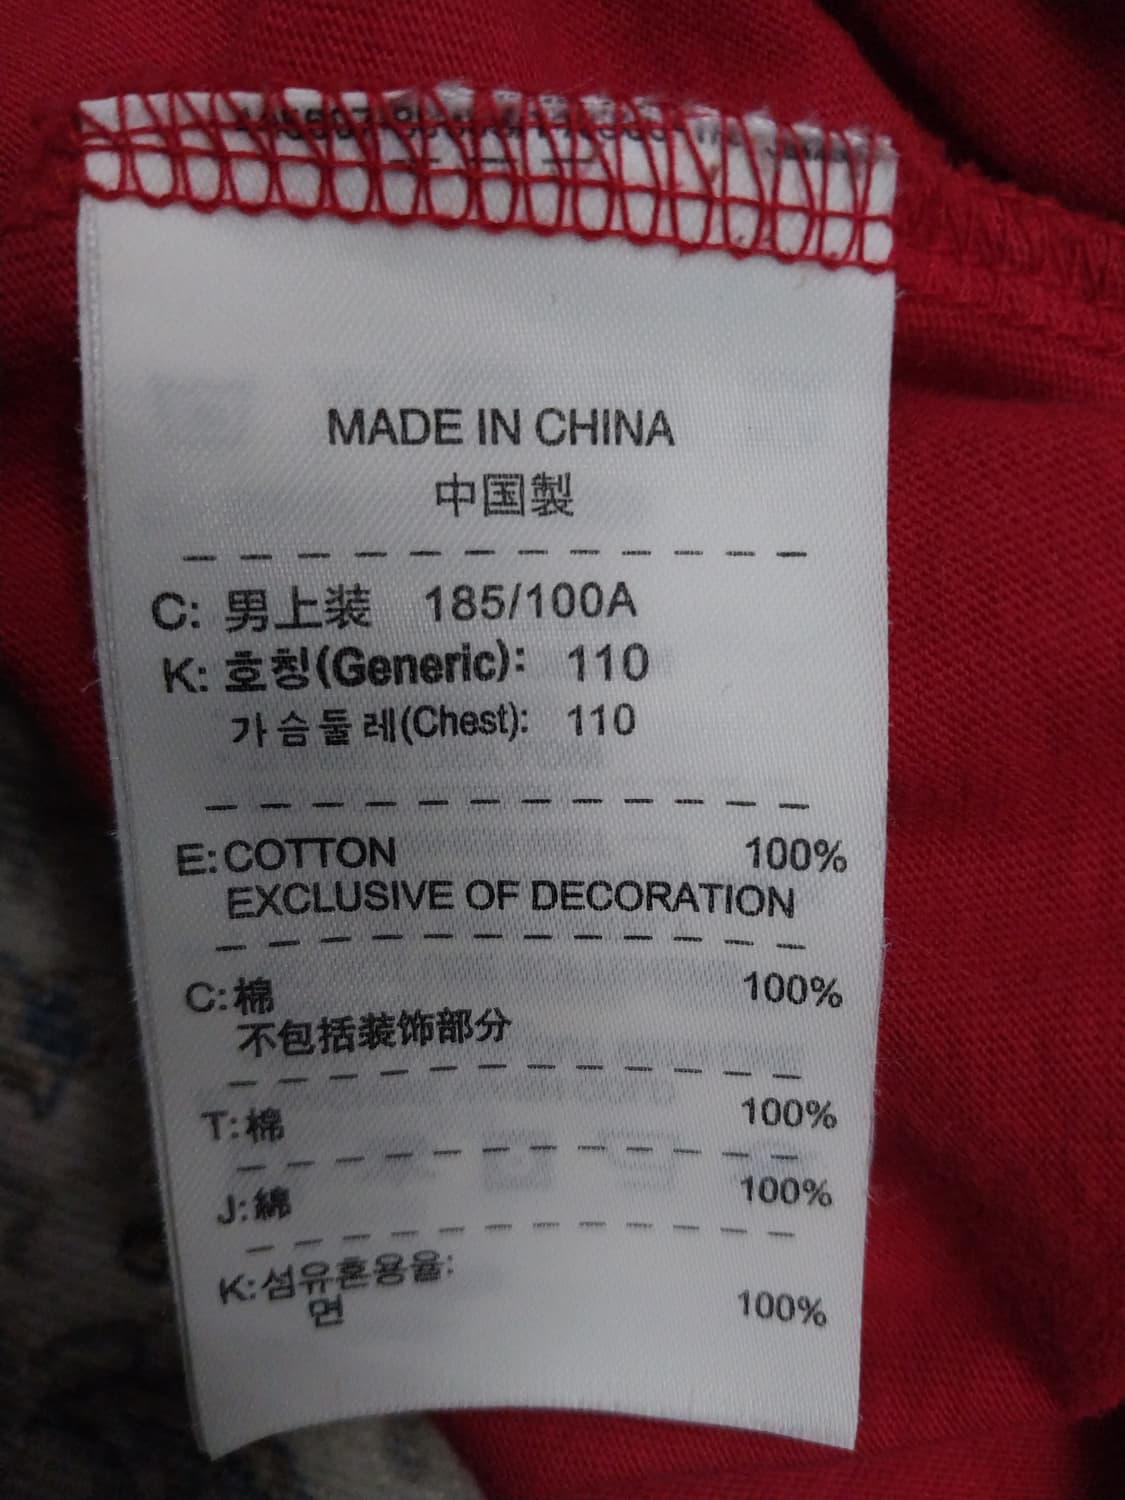 MADE IN CHINA
中国製
C: 男上装 185/100A
K: 호칭(Generic): 110
가슴둘레(Chest): 110
E: COTTON 100%
EXCLUSIVE OF DECORATION
C: 棉 100%
不包括装饰部分
T: 棉 100%
J: 綿 100%
K: 섬유혼용율:
면 100%